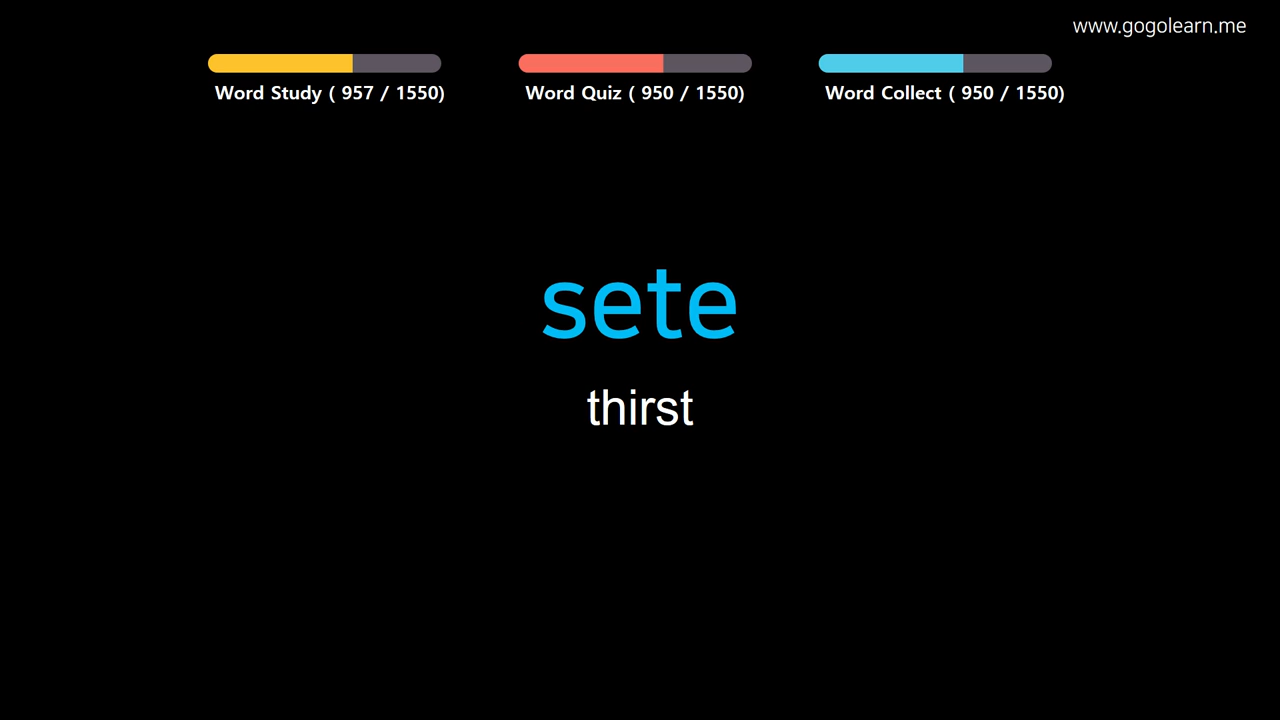 www.gogolearn.me
Word Study ( 957 / 1550)
Word Quiz ( 950 / 1550)
Word Collect ( 950 / 1550)
sete
thirst